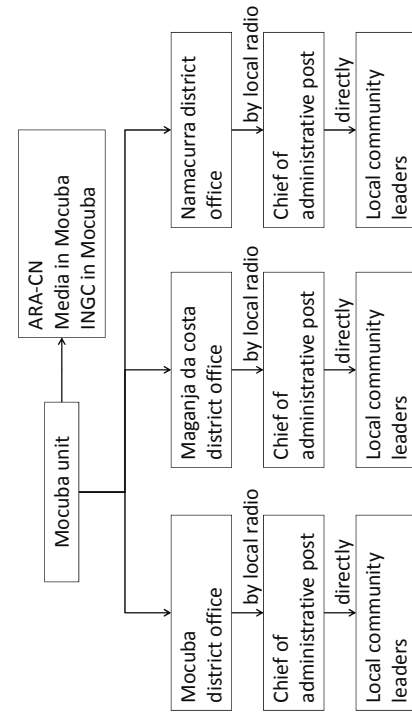 Mocuba unit
ARA-CN
Media in Mocuba
INGC in Mocuba
Mocuba
district office
by local radio
Chief of
administrative post
directly
Local community
leaders
Maganja da costa
district office
by local radio
Chief of
administrative post
directly
Local community
leaders
Namacurra district
office
by local radio
Chief of
administrative post
directly
Local community
leaders